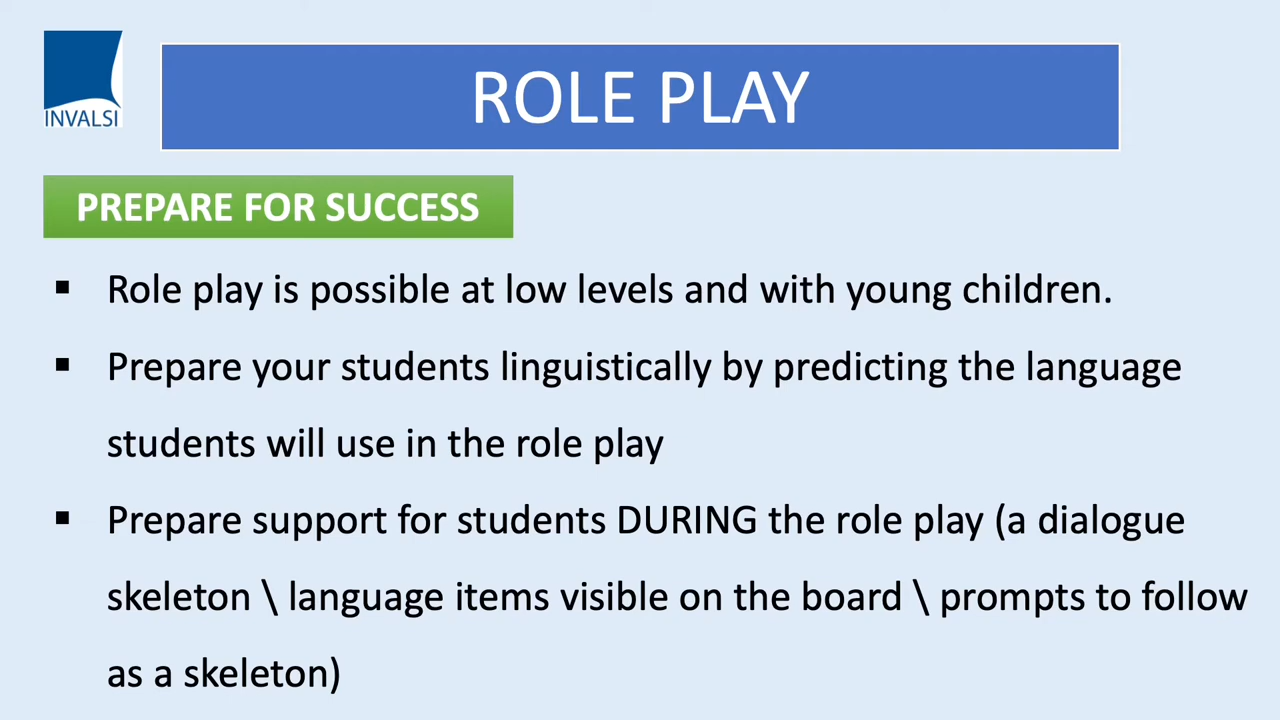 INVALSI
ROLE PLAY
PREPARE FOR SUCCESS
▪ Role play is possible at low levels and with young children.
▪ Prepare your students linguistically by predicting the language
students will use in the role play
▪ Prepare support for students DURING the role play (a dialogue
skeleton \ language items visible on the board \ prompts to follow
as a skeleton)